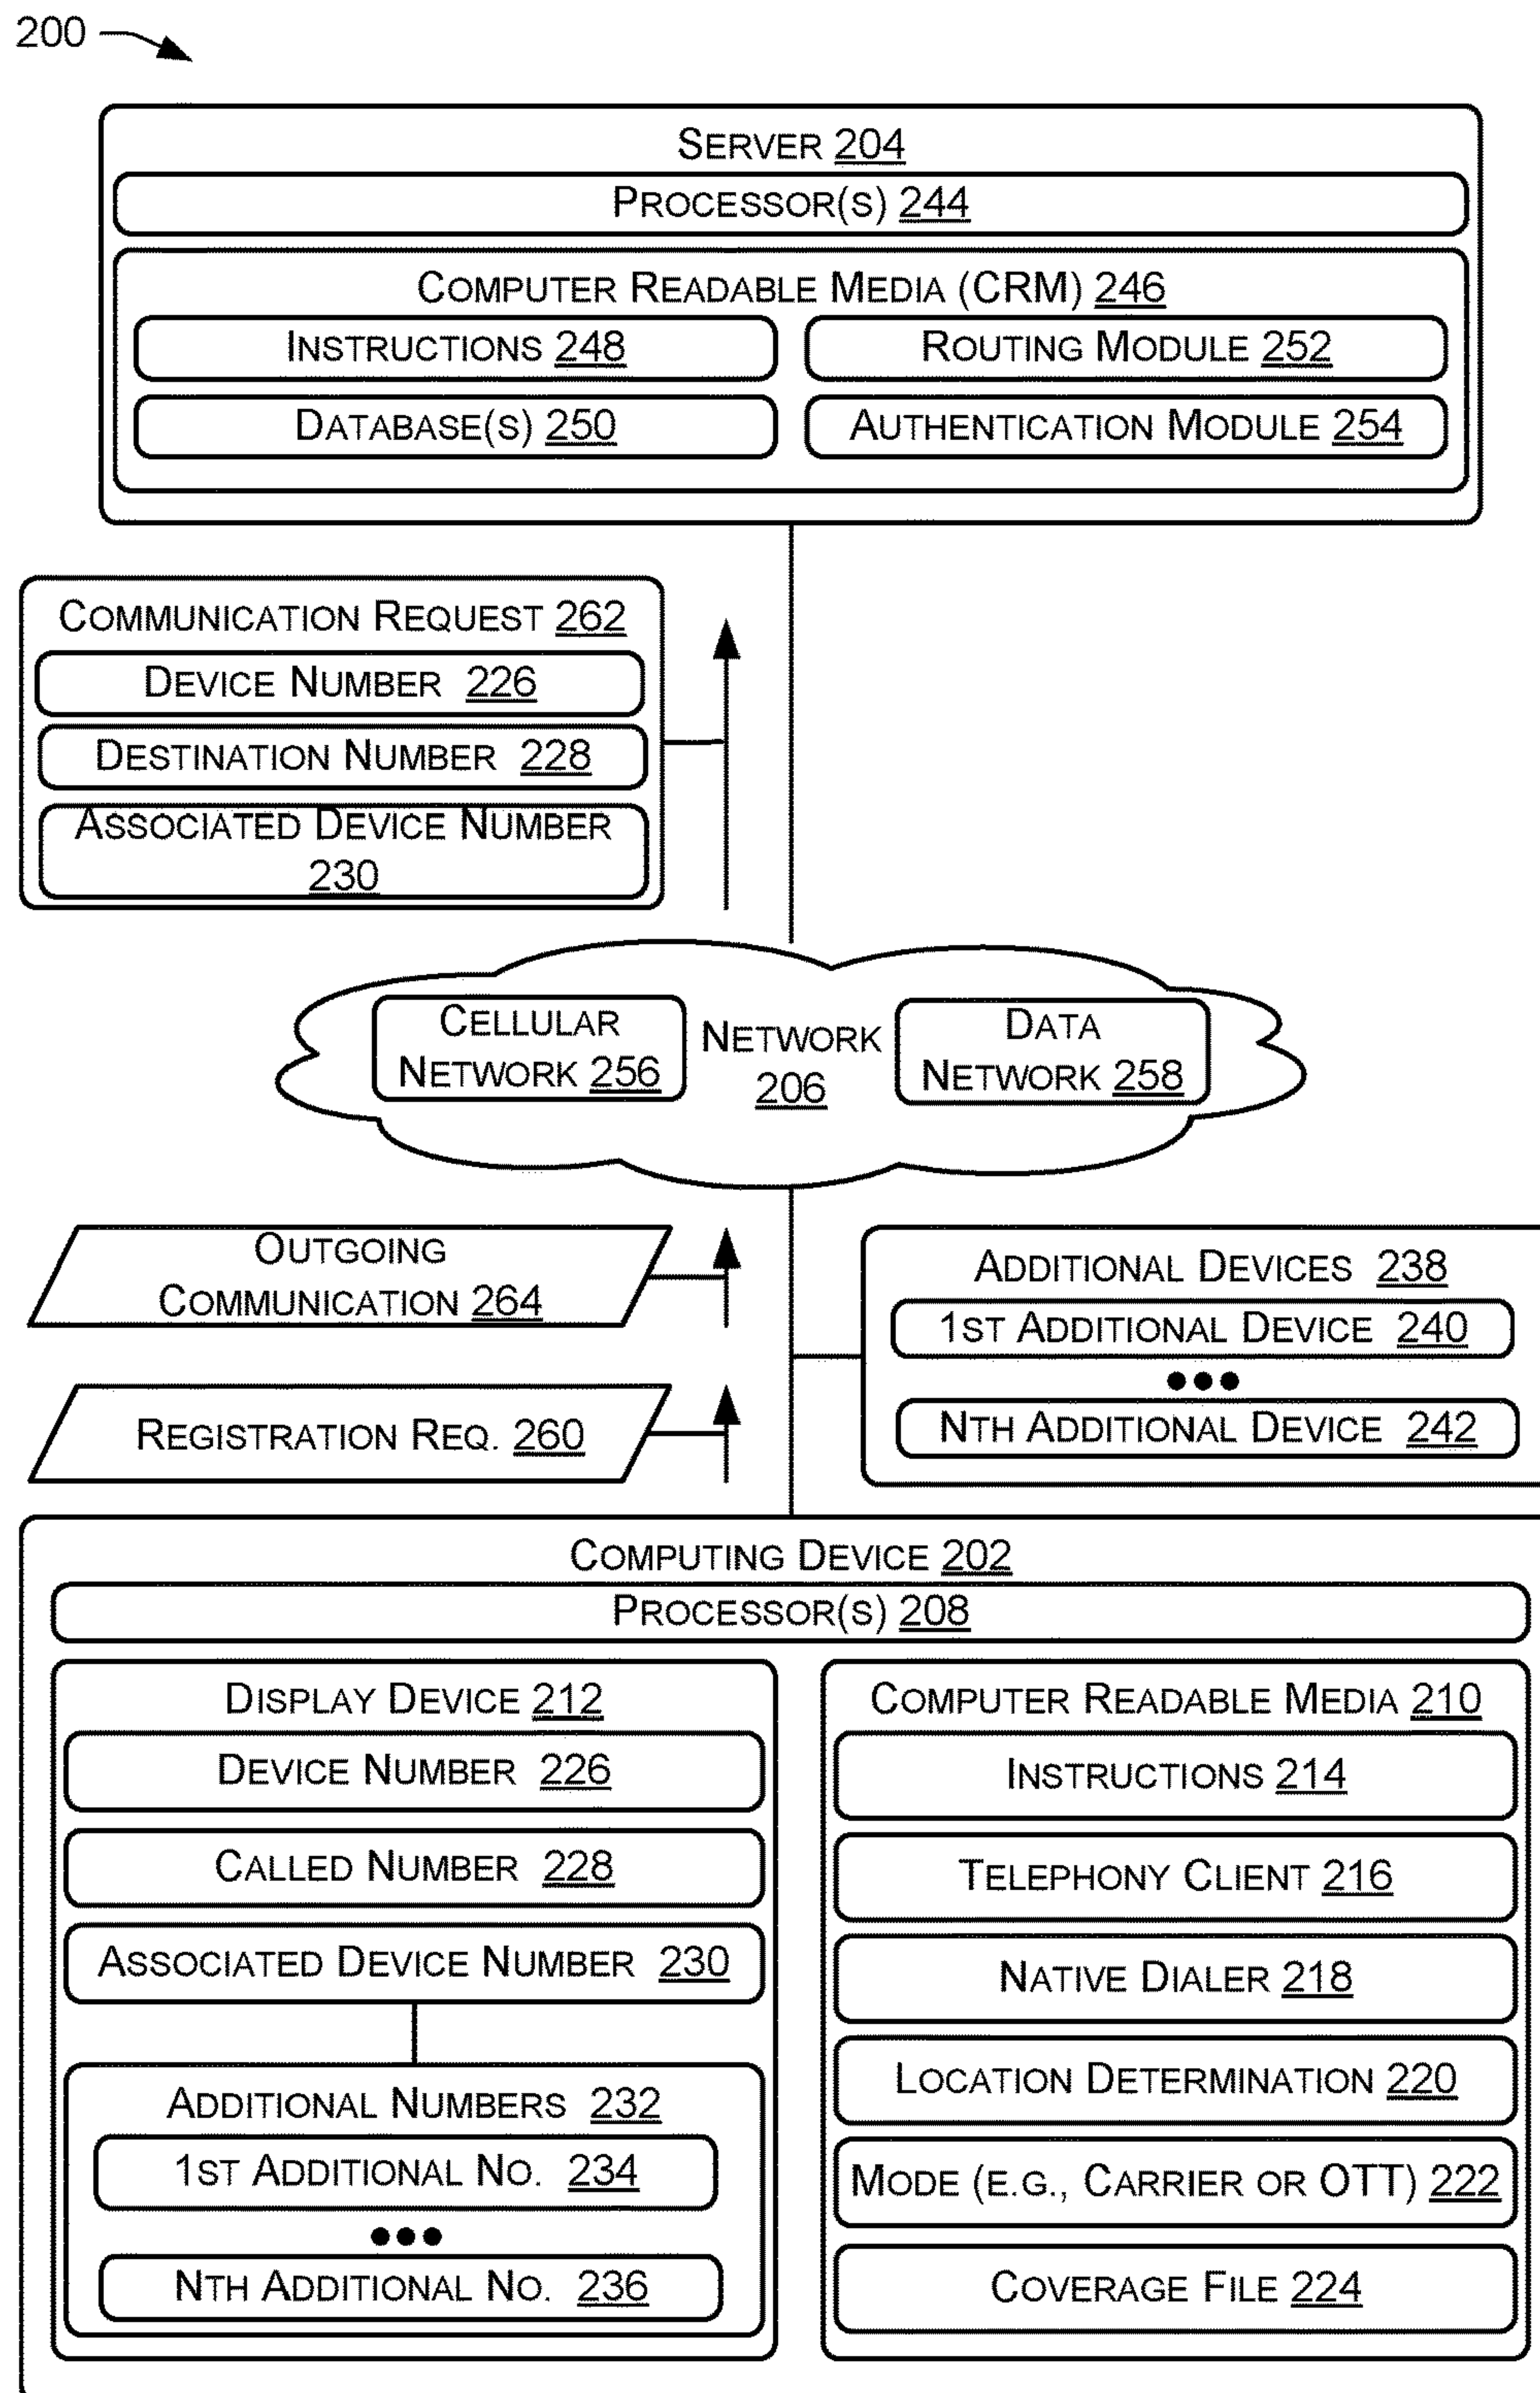 200
SERVER 204
PROCESSOR(S) 244
COMPUTER READABLE MEDIA (CRM) 246
INSTRUCTIONS 248
ROUTING MODULE 252
DATABASE(S) 250
AUTHENTICATION MODULE 254
COMMUNICATION REQUEST 262
DEVICE NUMBER 226
DESTINATION NUMBER 228
ASSOCIATED DEVICE NUMBER
230
CELLULAR
NETWORK 256
NETWORK
206
DATA
NETWORK 258
OUTGOING
COMMUNICATION 264
REGISTRATION REQ. 260
ADDITIONAL DEVICES 238
1ST ADDITIONAL DEVICE 240
NTH ADDITIONAL DEVICE 242
COMPUTING DEVICE 202
PROCESSOR(S) 208
DISPLAY DEVICE 212
DEVICE NUMBER 226
CALLED NUMBER 228
ASSOCIATED DEVICE NUMBER 230
ADDITIONAL NUMBERS 232
1ST ADDITIONAL NO. 234
NTH ADDITIONAL NO. 236
COMPUTER READABLE MEDIA 210
INSTRUCTIONS 214
TELEPHONY CLIENT 216
NATIVE DIALER 218
LOCATION DETERMINATION 220
MODE (E.G., CARRIER OR OTT) 222
COVERAGE FILE 224